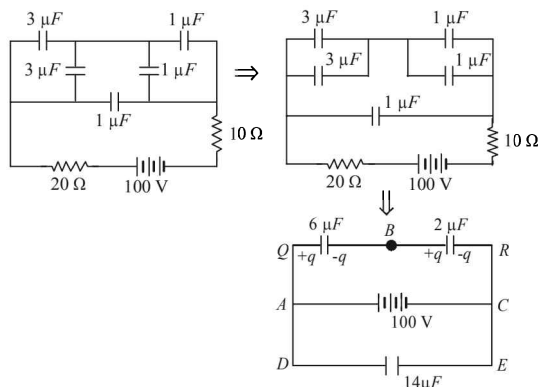 3 μF
1 μF
3 μF
1 μF
1 μF
10 Ω
20 Ω
100 V
⇒
3 μF
1 μF
3 μF
1 μF
1 μF
10 Ω
20 Ω
100 V
⇓
6 μF
B
2 μF
Q
+q
-q
+q
-q
R
A
C
100 V
D
14μF
E